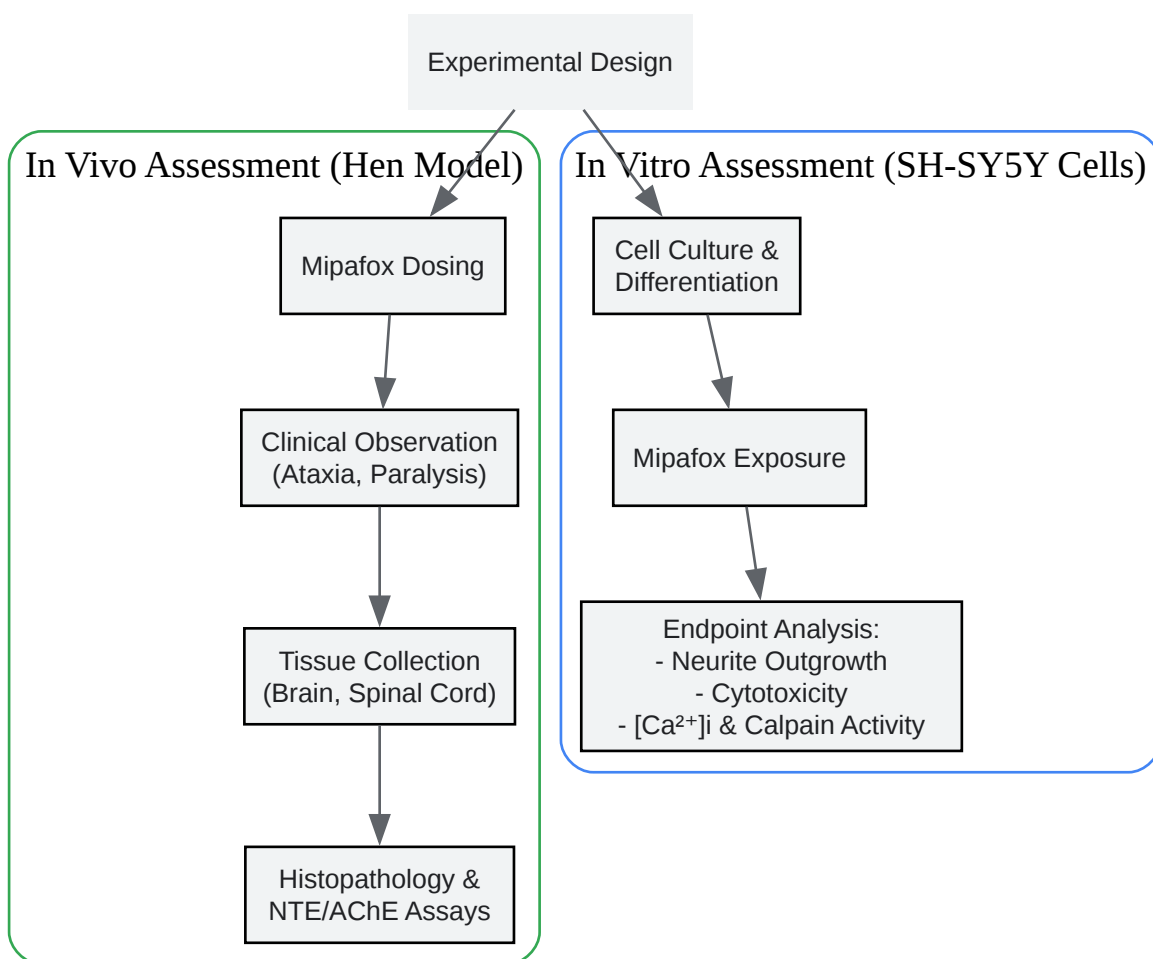 Experimental Design
In Vivo Assessment (Hen Model)
Mipafox Dosing
Clinical Observation
(Ataxia, Paralysis)
Tissue Collection
(Brain, Spinal Cord)
Histopathology &
NTE/AChE Assays
In Vitro Assessment (SH-SY5Y Cells)
Cell Culture &
Differentiation
Mipafox Exposure
Endpoint Analysis:
- Neurite Outgrowth
- Cytotoxicity
- [Ca²⁺]i & Calpain Activity